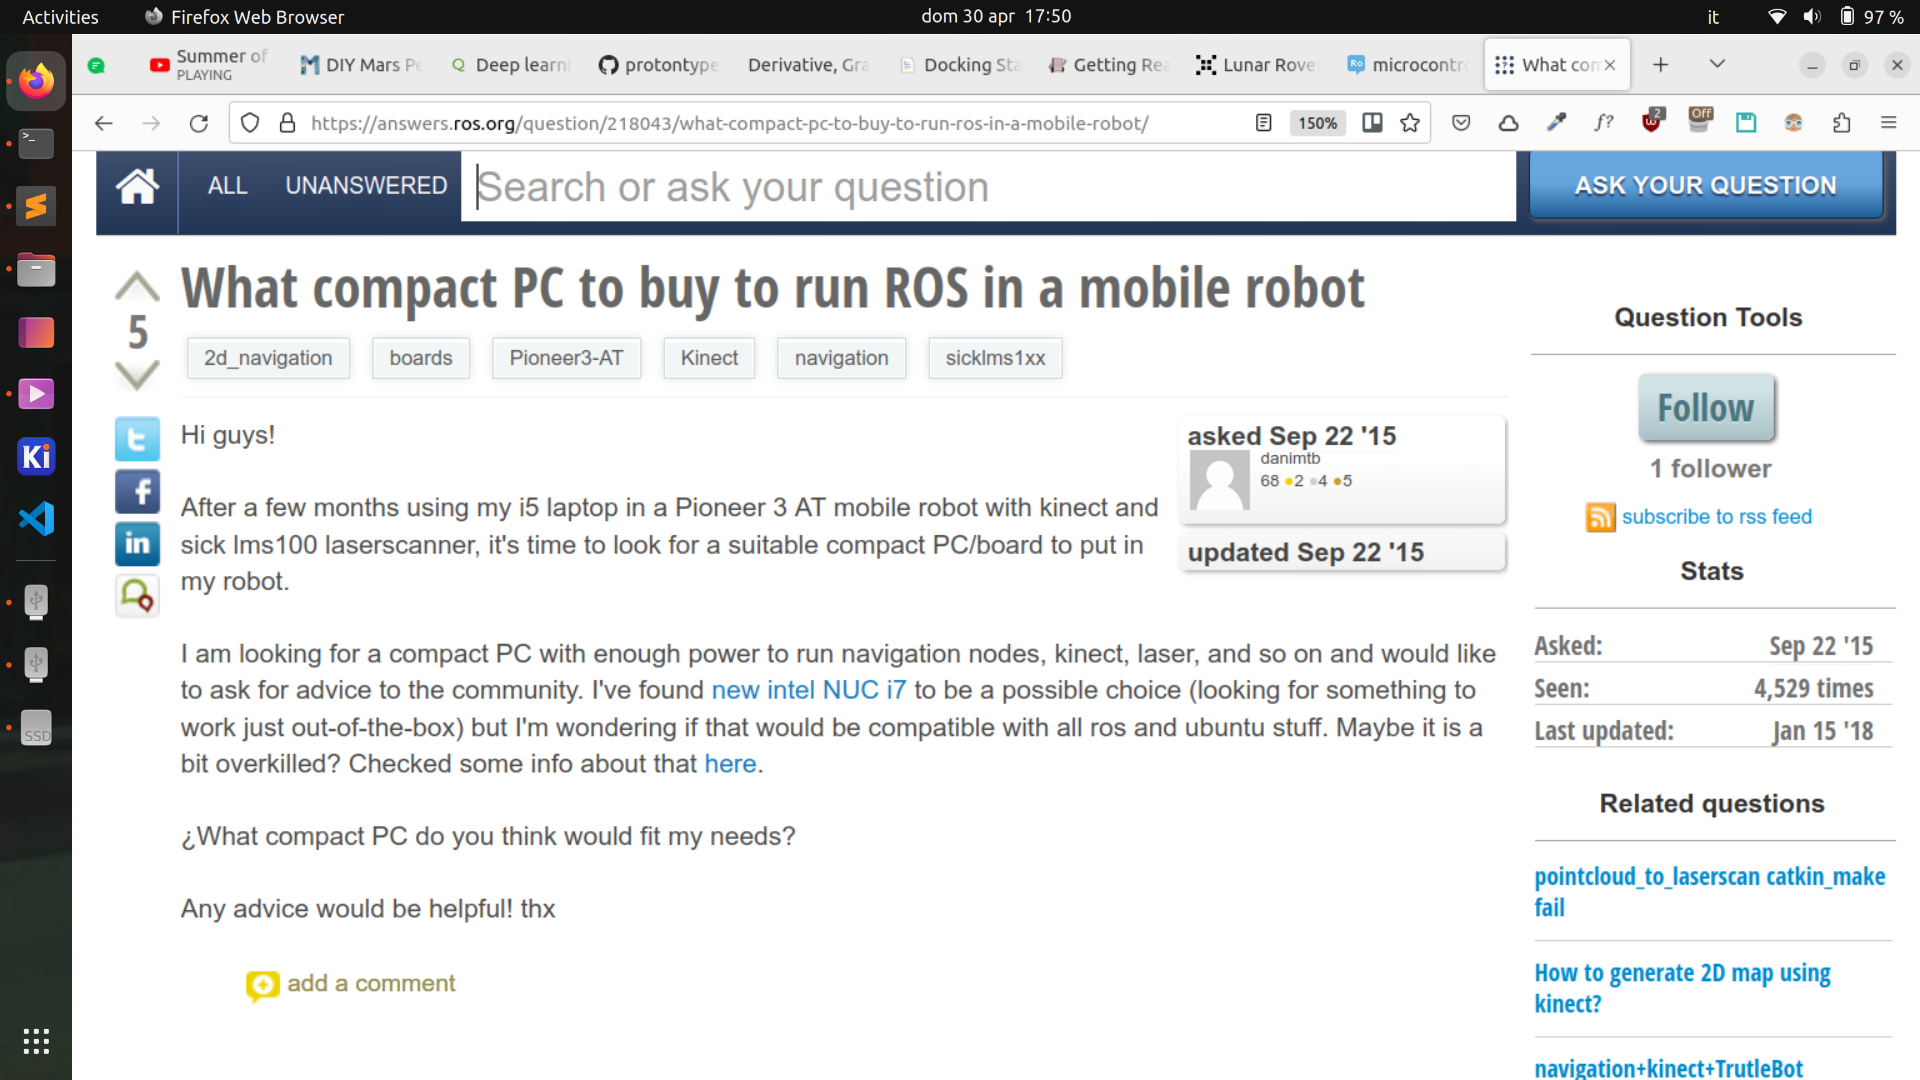 Activities
Firefox Web Browser
dom 30 apr 17:50
it
97 %
Summer of
PLAYING
DIY Mars Pe
Deep learni
protontype
Derivative, Gra
Docking Sta
Getting Rea
Lunar Rover
microcontro
What con
https://answers.ros.org/question/218043/what-compact-pc-to-buy-to-run-ros-in-a-mobile-robot/
150%
f?
2
Off
ALL
UNANSWERED
Search or ask your question
ASK YOUR QUESTION
What compact PC to buy to run ROS in a mobile robot
5
2d_navigation
boards
Pioneer3-AT
Kinect
navigation
sicklms1xx
Hi guys!
After a few months using my i5 laptop in a Pioneer 3 AT mobile robot with kinect and
sick lms100 laserscanner, it's time to look for a suitable compact PC/board to put in
my robot.
asked Sep 22 '15
danimtb
68 ●2 ●4 ●5
updated Sep 22 '15
I am looking for a compact PC with enough power to run navigation nodes, kinect, laser, and so on and would like
to ask for advice to the community. I've found new intel NUC i7 to be a possible choice (looking for something to
work just out-of-the-box) but I'm wondering if that would be compatible with all ros and ubuntu stuff. Maybe it is a
bit overkilled? Checked some info about that here.
¿What compact PC do you think would fit my needs?
Any advice would be helpful! thx
add a comment
Question Tools
Follow
1 follower
subscribe to rss feed
Stats
Asked: Sep 22 '15
Seen: 4,529 times
Last updated: Jan 15 '18
Related questions
pointcloud_to_laserscan catkin_make
fail
How to generate 2D map using
kinect?
navigation+kinect+TrutleBot
Ki
SSD